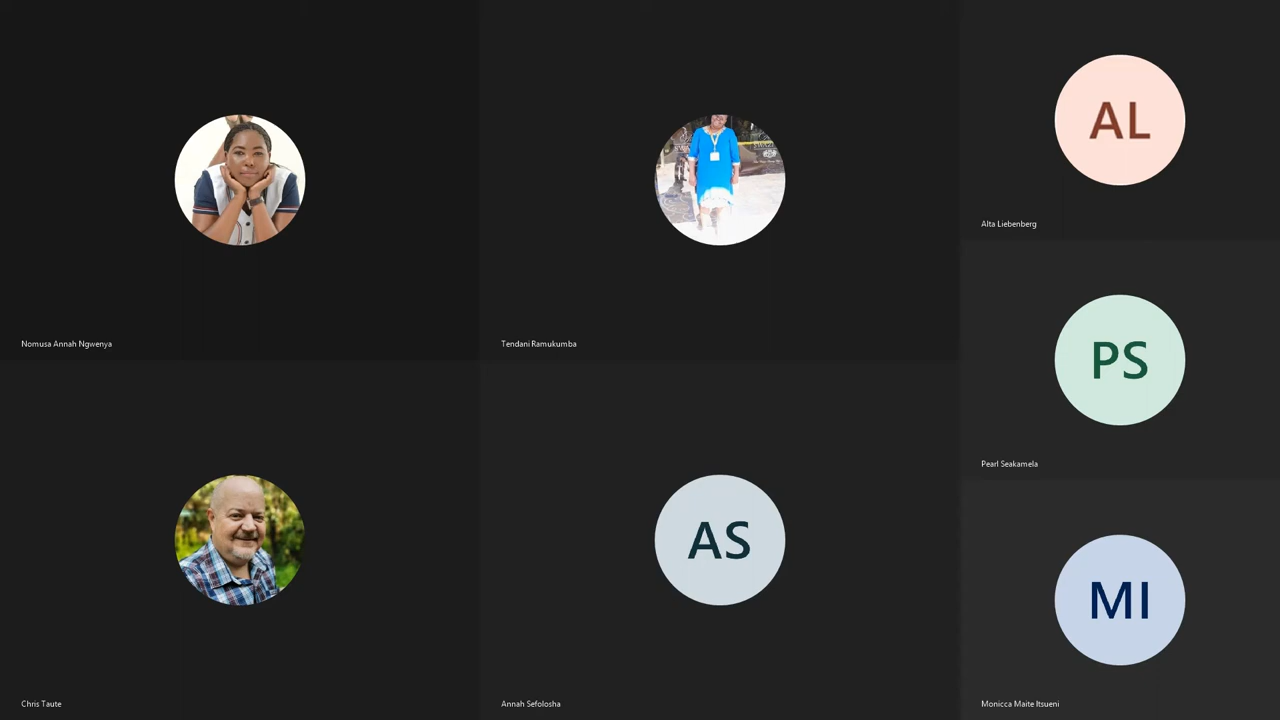 Nomusa Annah Ngwenya
Tendani Ramukumba
AL
Alta Liebenberg
PS
Pearl Seakamela
Chris Taute
AS
Annah Sefolosha
MI
Monicca Maite Itsueni